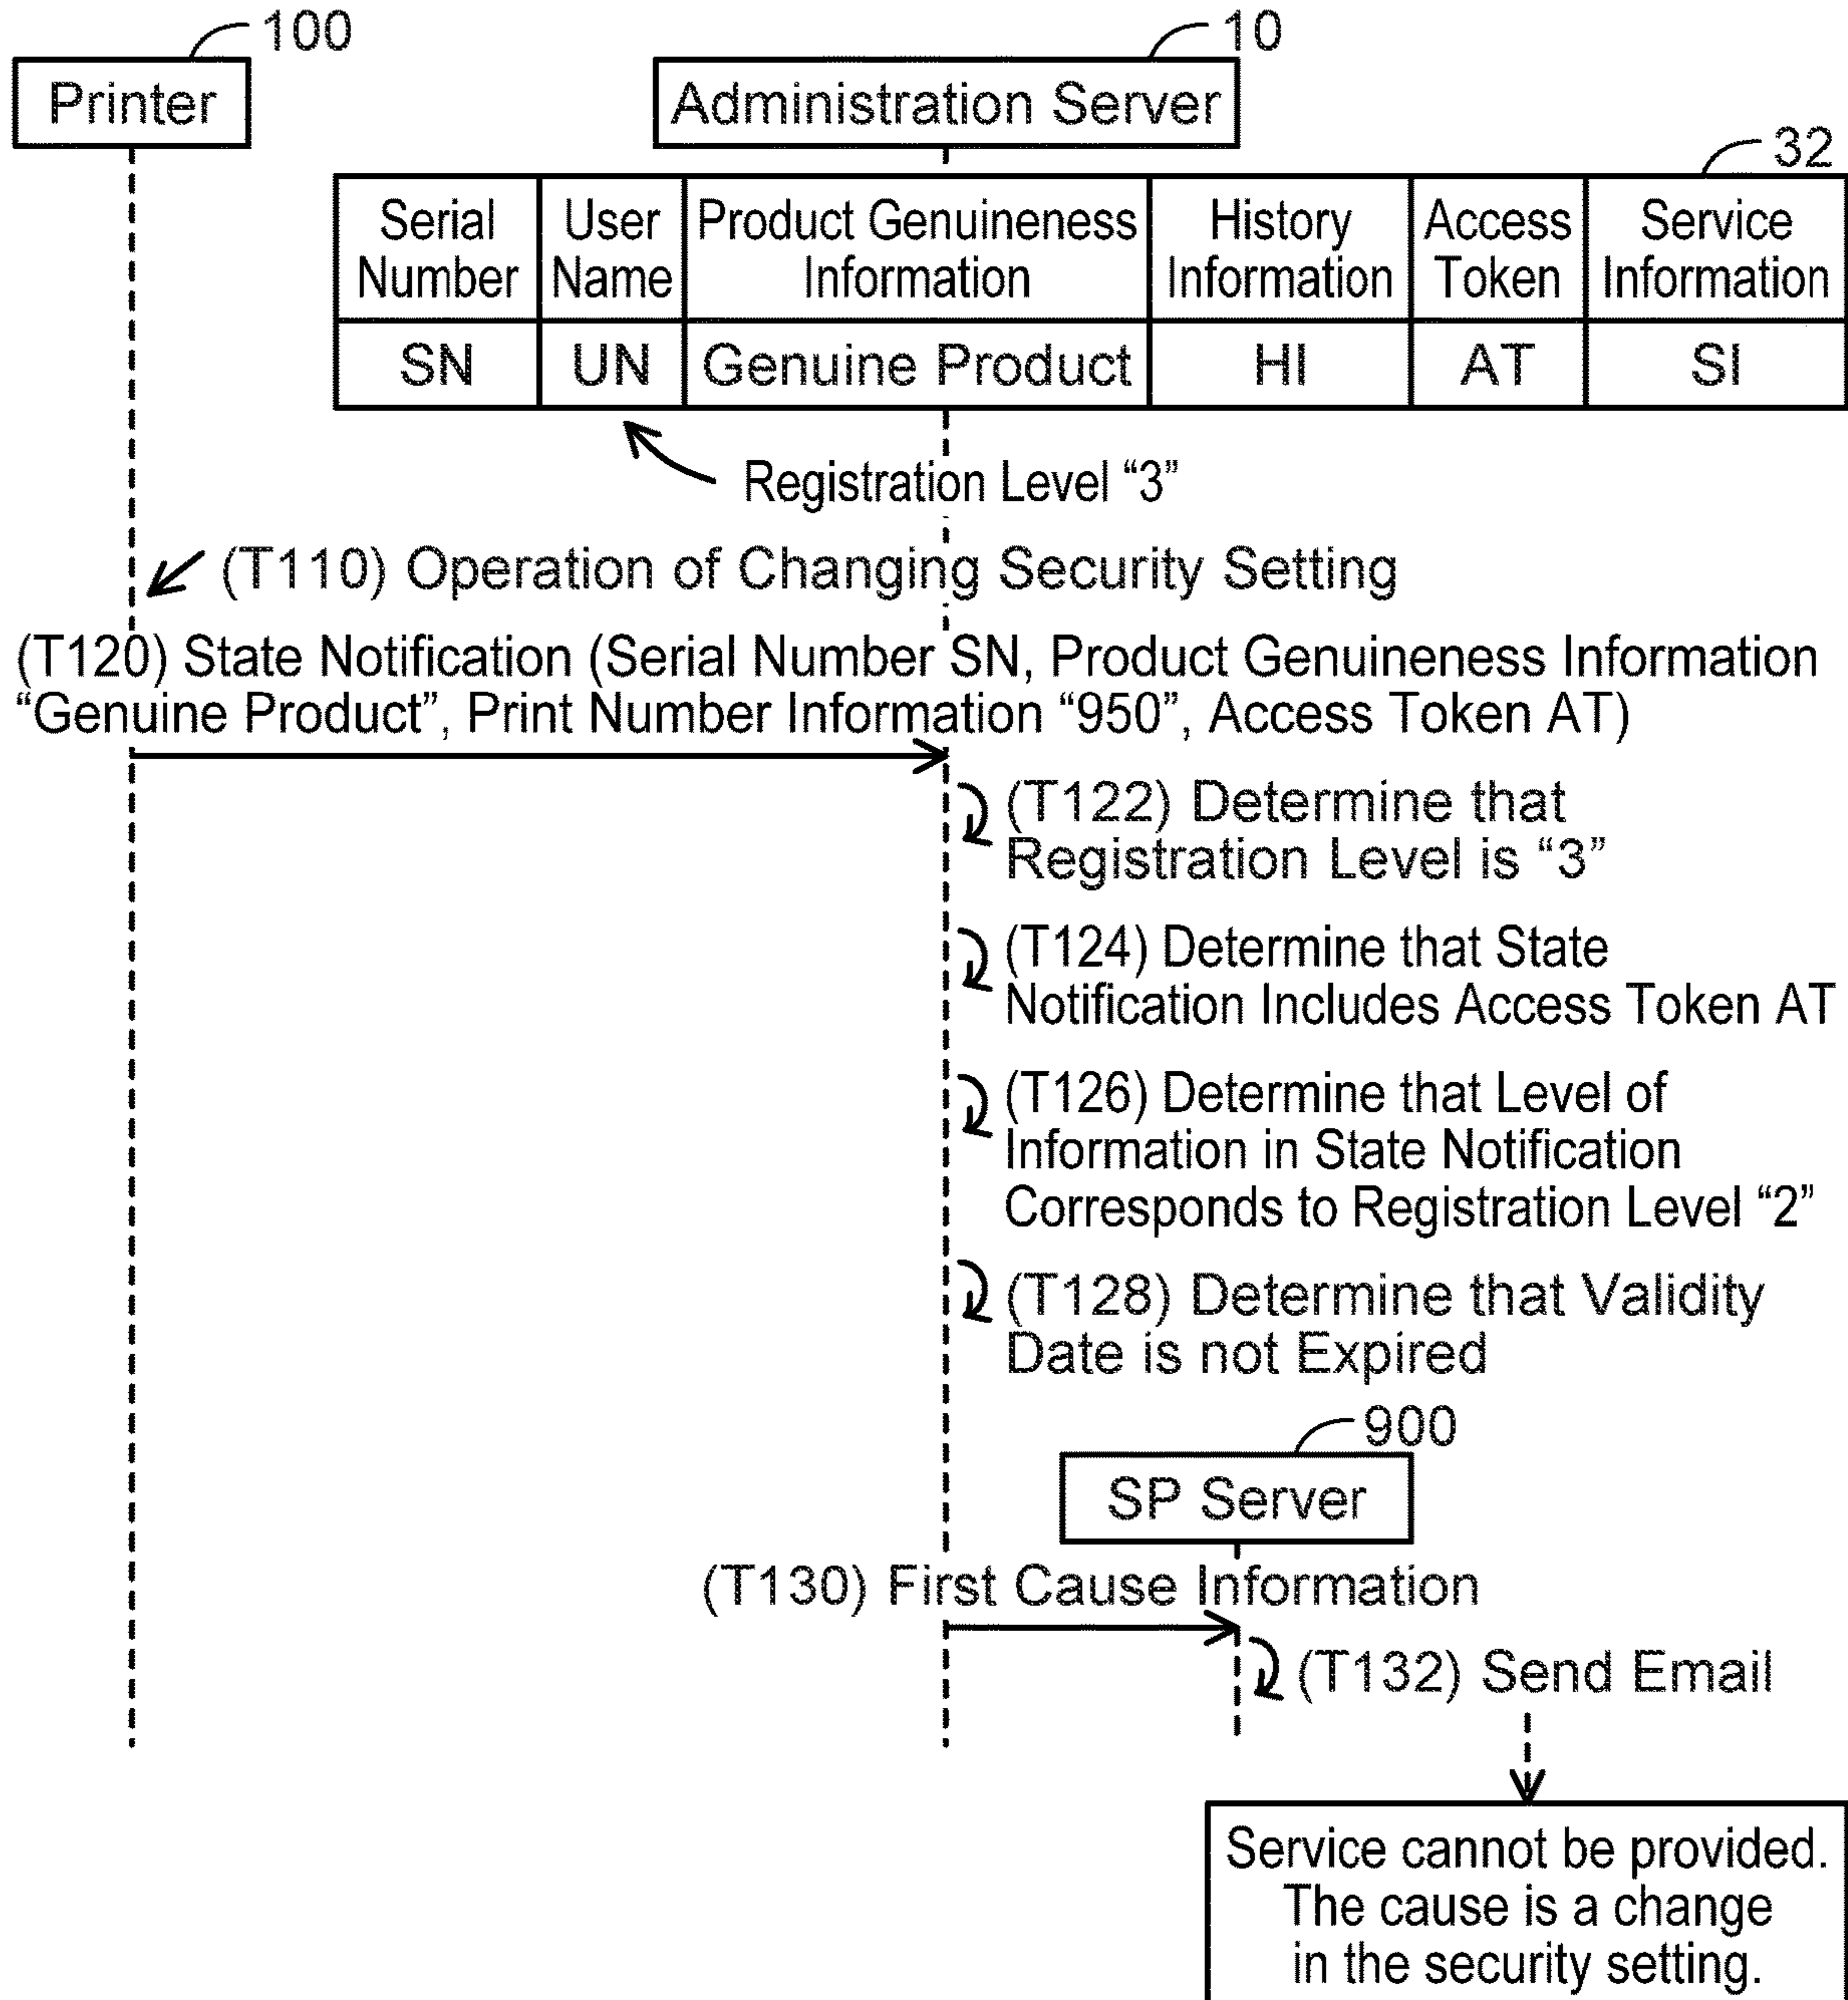 100
10
Printer
Administration Server
32
Serial Number
User Name
Product Genuineness Information
History Information
Access Token
Service Information
SN
UN
Genuine Product
HI
AT
SI
Registration Level “3”
(T110) Operation of Changing Security Setting
(T120) State Notification (Serial Number SN, Product Genuineness Information
“Genuine Product”, Print Number Information “950”, Access Token AT)
(T122) Determine that
Registration Level is “3”
(T124) Determine that State
Notification Includes Access Token AT
(T126) Determine that Level of
Information in State Notification
Corresponds to Registration Level “2”
(T128) Determine that Validity
Date is not Expired
900
SP Server
(T130) First Cause Information
(T132) Send Email
Service cannot be provided.
The cause is a change
in the security setting.